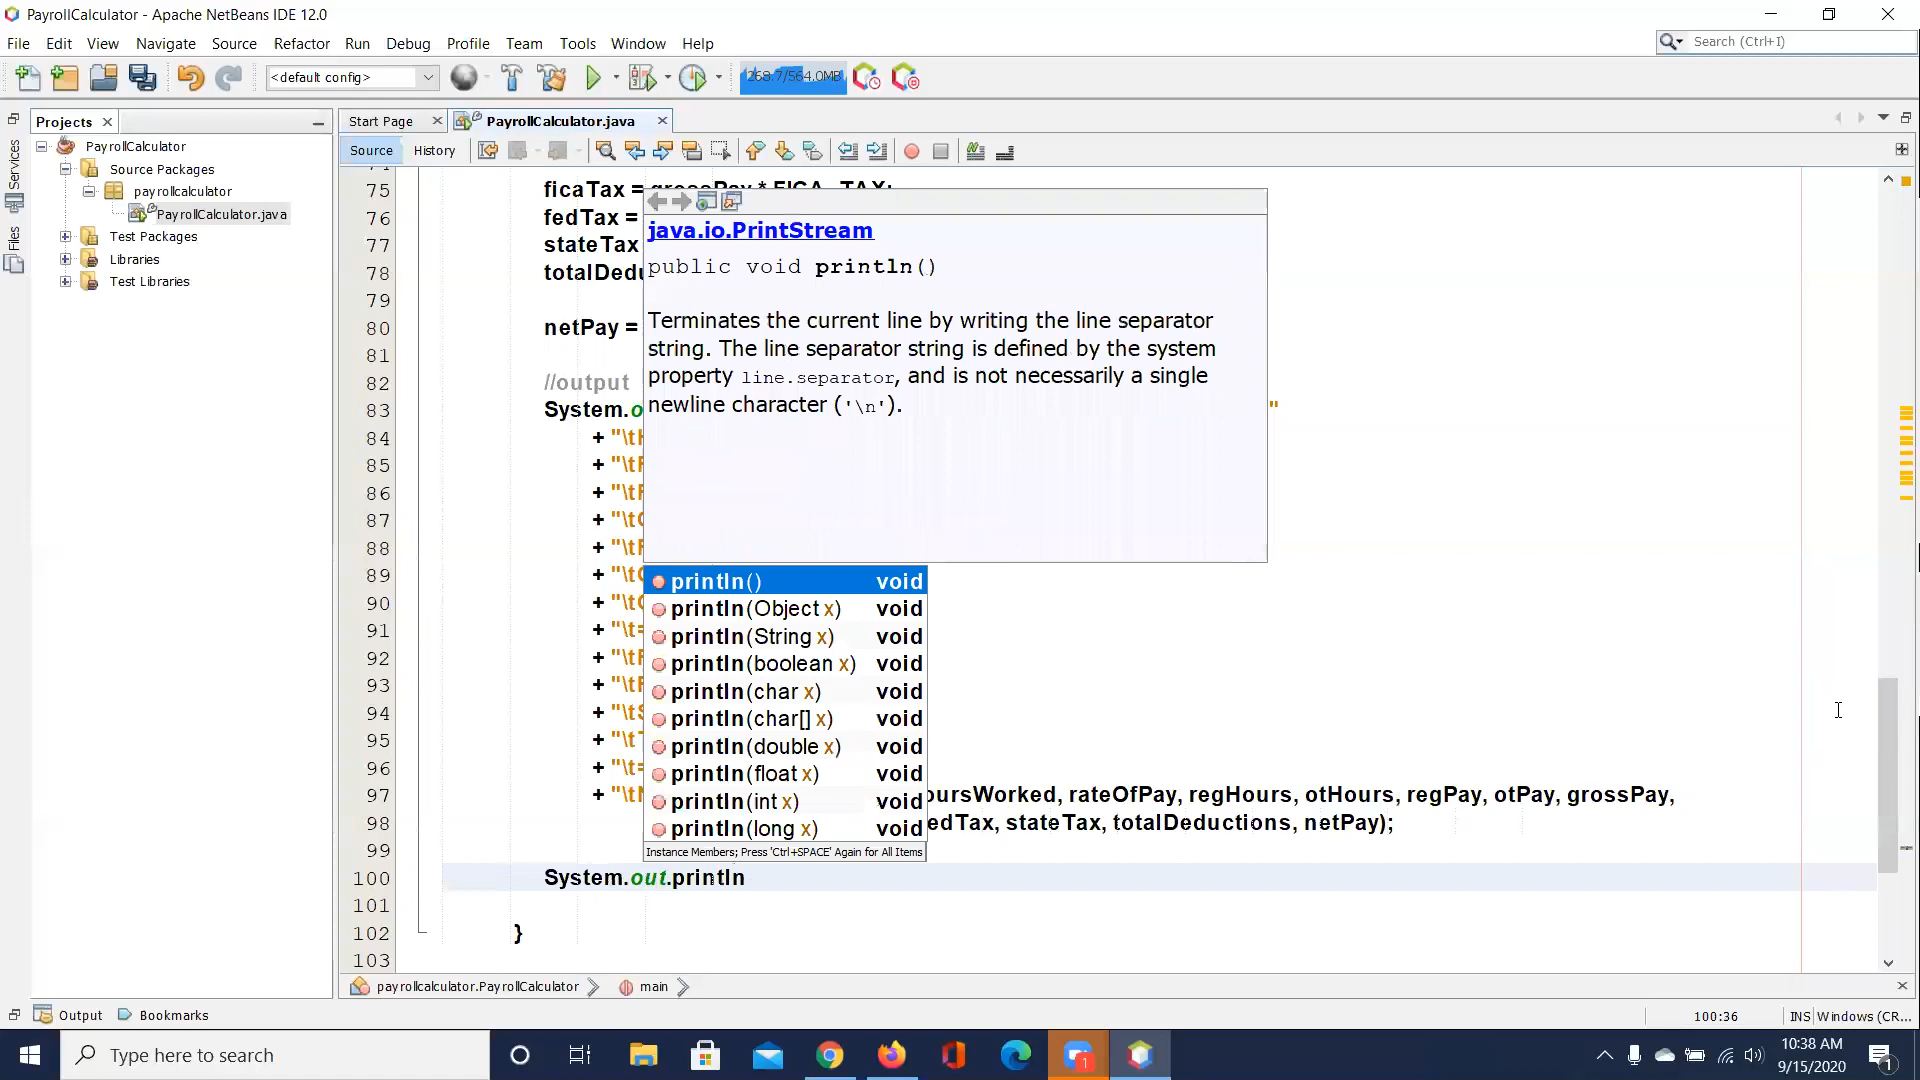 PayrollCalculator - Apache NetBeans IDE 12.0
File Edit View Navigate Source Refactor Run Debug Profile Team Tools Window Help
Search (Ctrl+I)
<default config>
268.7/564.0MB
Projects
Start Page
PayrollCalculator.java
Source
History
Services
Files
PayrollCalculator
Source Packages
payrollcalculator
PayrollCalculator.java
Test Packages
Libraries
Test Libraries
75 ficaTax = grossPay * FICA_TAX;
76 fedTax =
77 stateTax
78 totalDedu
79
80 netPay =
81
82 //output
83 System.o "
84 + "\t
85 + "\t
86 + "\t
87 + "\t
88 + "\t
89 + "\t
90 + "\t
91 + "\t=
92 + "\t
93 + "\t
94 + "\t
95 + "\t
96 + "\t=
97 + "\t oursWorked, rateOfPay, regHours, otHours, regPay, otPay, grossPay,
98 edTax, stateTax, totalDeductions, netPay);
99
100 System.out.println
101
102 }
103
java.io.PrintStream
public void println()
Terminates the current line by writing the line separator
string. The line separator string is defined by the system
property line.separator, and is not necessarily a single
newline character ('\n').
println() void
println(Object x) void
println(String x) void
println(boolean x) void
println(char x) void
println(char[] x) void
println(double x) void
println(float x) void
println(int x) void
println(long x) void
Instance Members; Press 'Ctrl+SPACE' Again for All Items
payrollcalculator.PayrollCalculator
main
Output
Bookmarks
100:36
INS
Windows (CR...
Type here to search
1
10:38 AM
9/15/2020
1